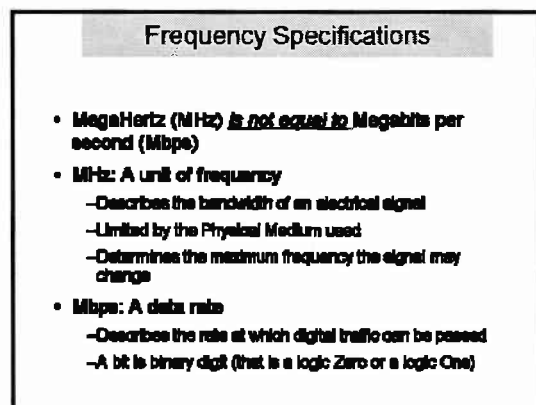 Frequency Specifications
• MegaHertz (MHz) is not equal to Megabits per
second (Mbps)
• MHz: A unit of frequency
–Describes the bandwidth of an electrical signal
–Limited by the Physical Medium used
–Determines the maximum frequency the signal may
change
• Mbps: A data rate
–Describes the rate at which digital traffic can be passed
–A bit is binary digit (that is a logic Zero or a logic One)